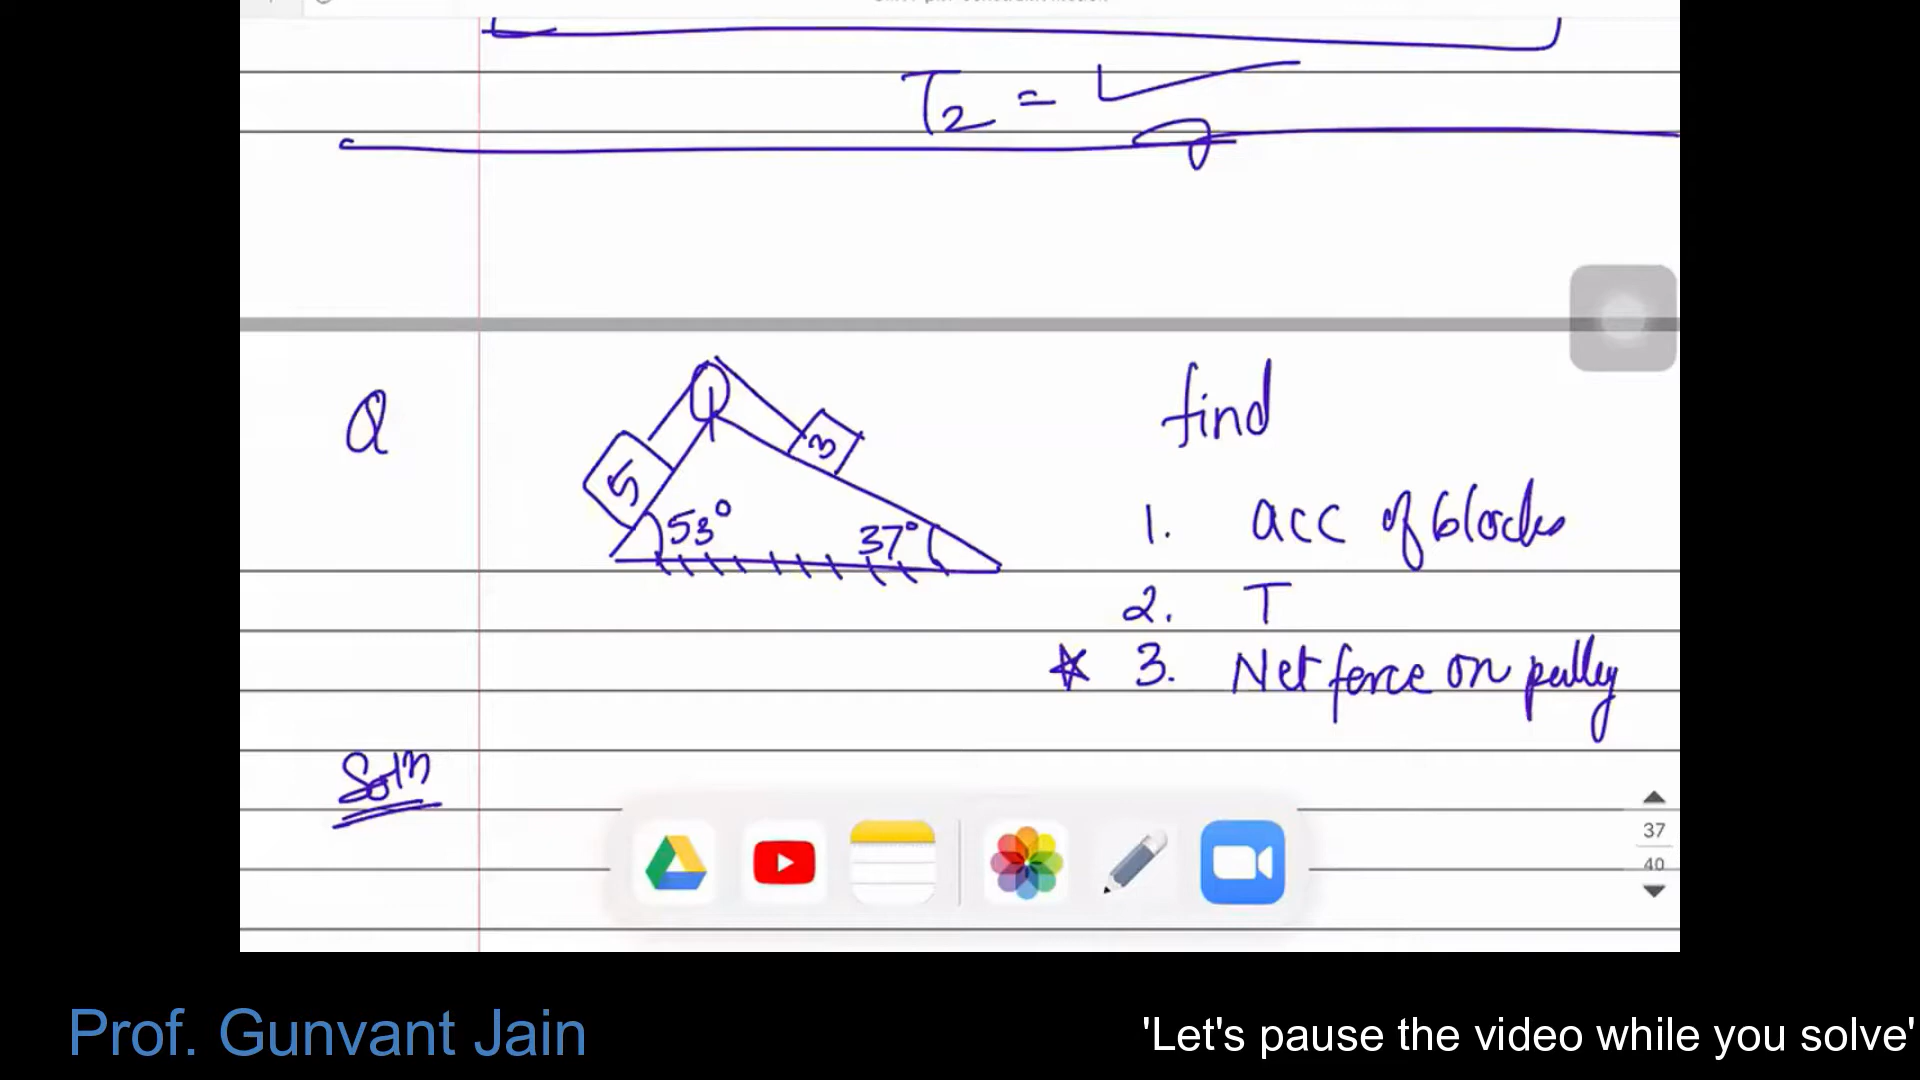 T₂ =
Q
find
5
3
53°
37°
1. acc of blocks
2. T
3. Net force on pulley
Soln
37
40
Prof. Gunvant Jain
'Let's pause the video while you solve'